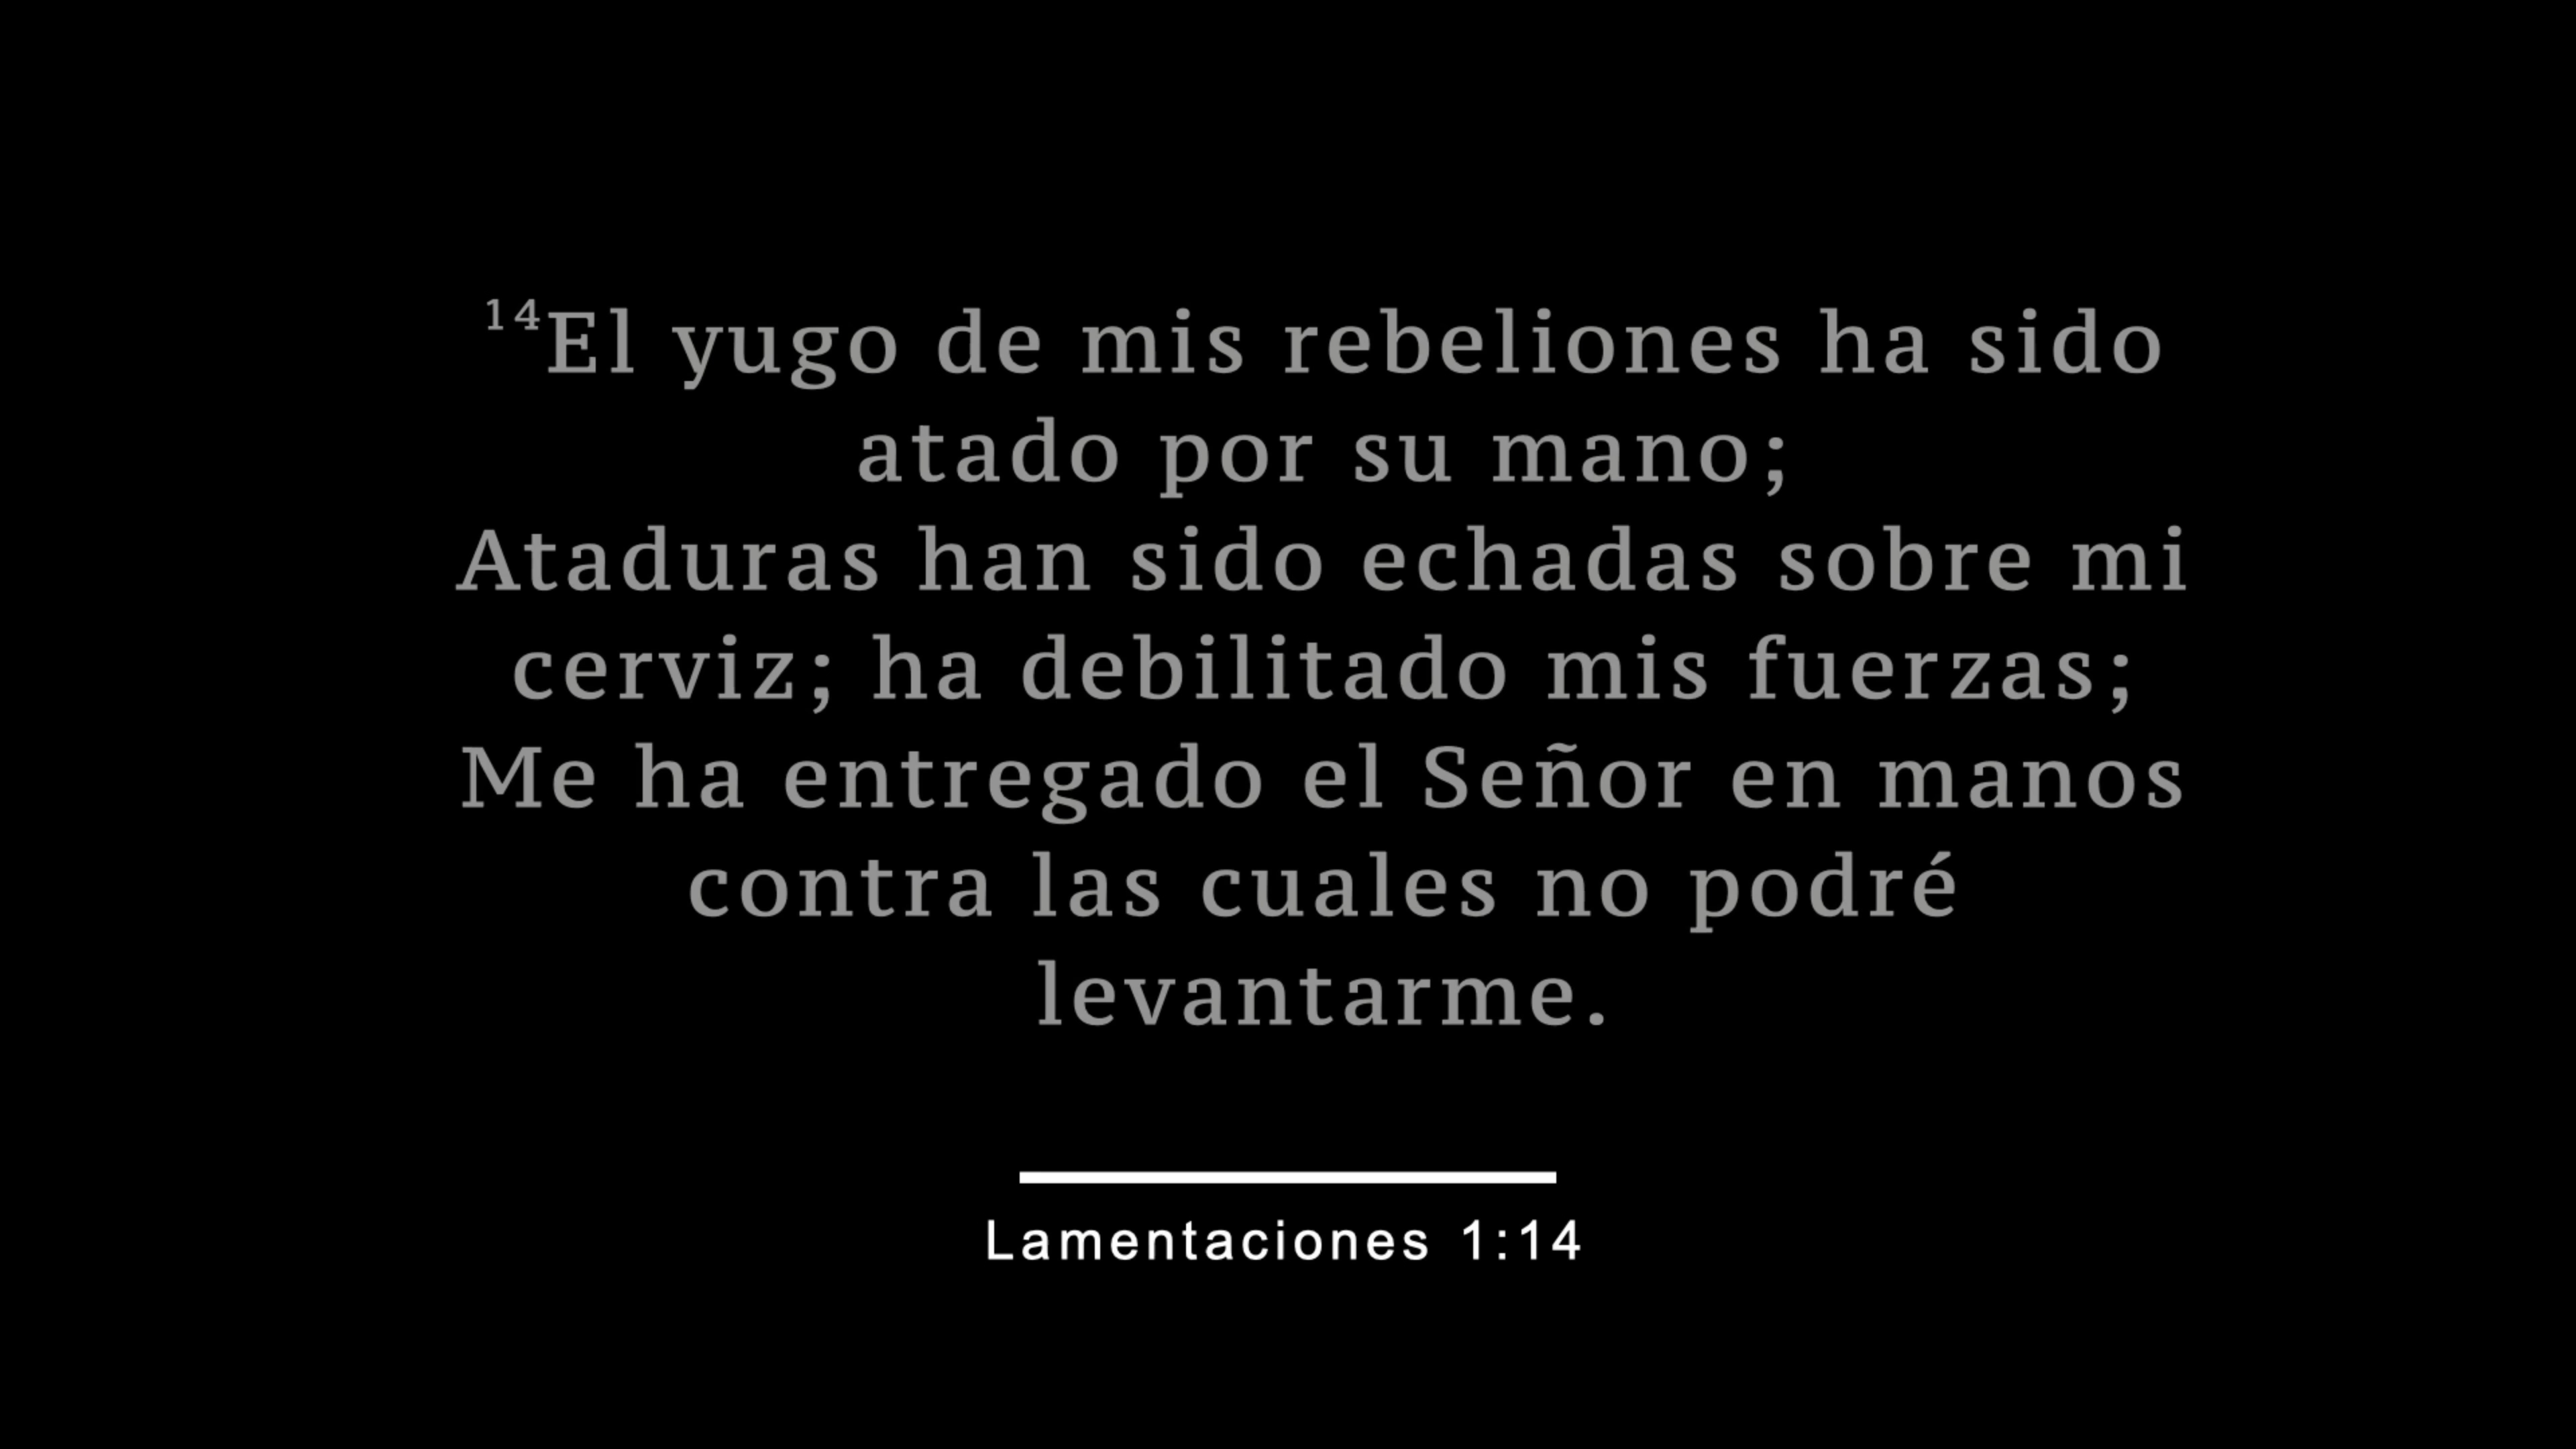 ¹⁴El yugo de mis rebeliones ha sido
atado por su mano;
Ataduras han sido echadas sobre mi
cerviz; ha debilitado mis fuerzas;
Me ha entregado el Señor en manos
contra las cuales no podré
levantarme.
Lamentaciones 1:14